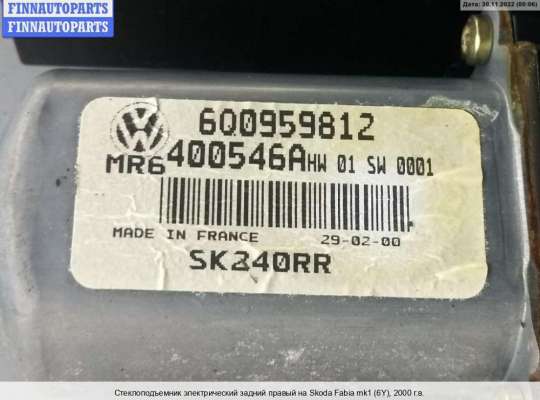 FINNAUTOPARTS
FINNAUTOPARTS
Дата: 30.11.2022 (00:06)
6Q0959812
MR6 400546A HW 01 SW 0001
MADE IN FRANCE 29-02-00
SK240RR
Стеклоподъемник электрический задний правый на Skoda Fabia mk1 (6Y), 2000 г.в.